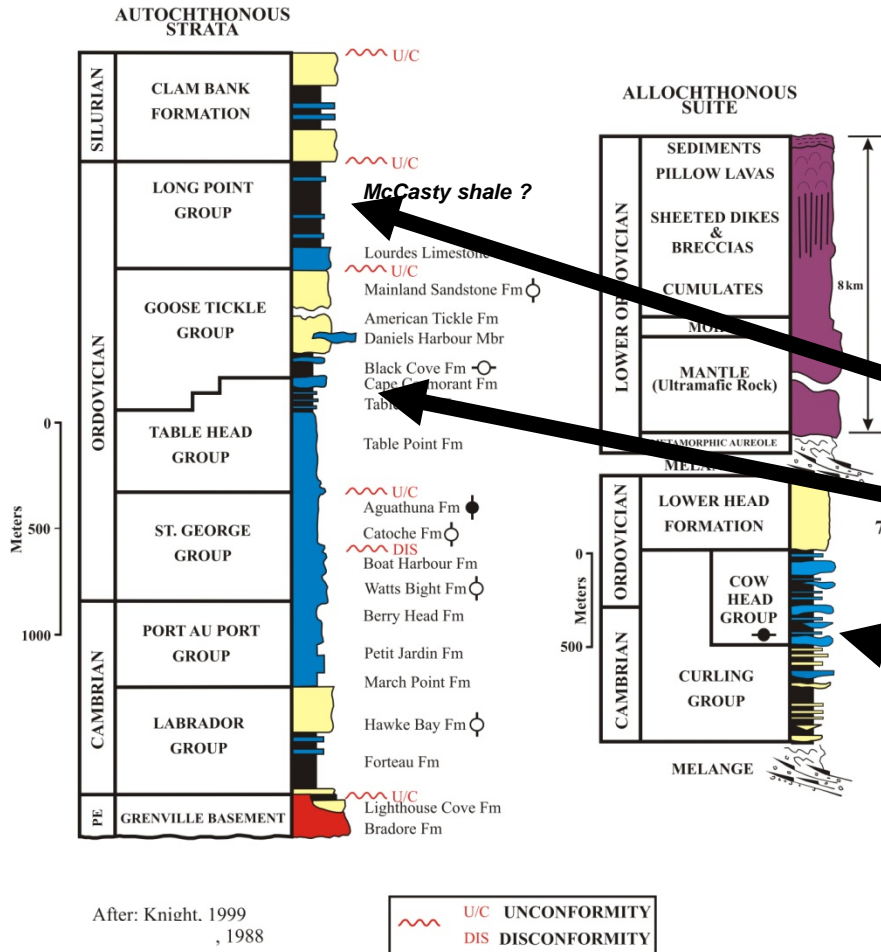 AUTOCHTHONOUS
STRATA
SILURIAN
CLAM BANK
FORMATION
U/C
U/C
ORDOVICIAN
LONG POINT
GROUP
McCasty shale ?
Lourdes Limestone
U/C
GOOSE TICKLE
GROUP
Mainland Sandstone Fm
American Tickle Fm
Daniels Harbour Mbr
Black Cove Fm
Cape Cormorant Fm
Table
TABLE HEAD
GROUP
Table Point Fm
U/C
ST. GEORGE
GROUP
Aguathuna Fm
Catoche Fm
DIS
Boat Harbour Fm
Watts Bight Fm
CAMBRIAN
PORT AU PORT
GROUP
Berry Head Fm
Petit Jardin Fm
March Point Fm
LABRADOR
GROUP
Hawke Bay Fm
Forteau Fm
U/C
PE
GRENVILLE BASEMENT
Lighthouse Cove Fm
Bradore Fm
0
500
1000
Meters
ALLOCHTHONOUS
SUITE
LOWER ORDOVICIAN
SEDIMENTS
PILLOW LAVAS
SHEETED DIKES
&
BRECCIAS
CUMULATES
8 km
MANTLE
(Ultramafic Rock)
METAMORPHIC AUREOLE
ORDOVICIAN
LOWER HEAD
FORMATION
7
COW
HEAD
GROUP
0
500
Meters
CAMBRIAN
CURLING
GROUP
MELANGE
After: Knight, 1999
, 1988
U/C UNCONFORMITY
DIS DISCONFORMITY